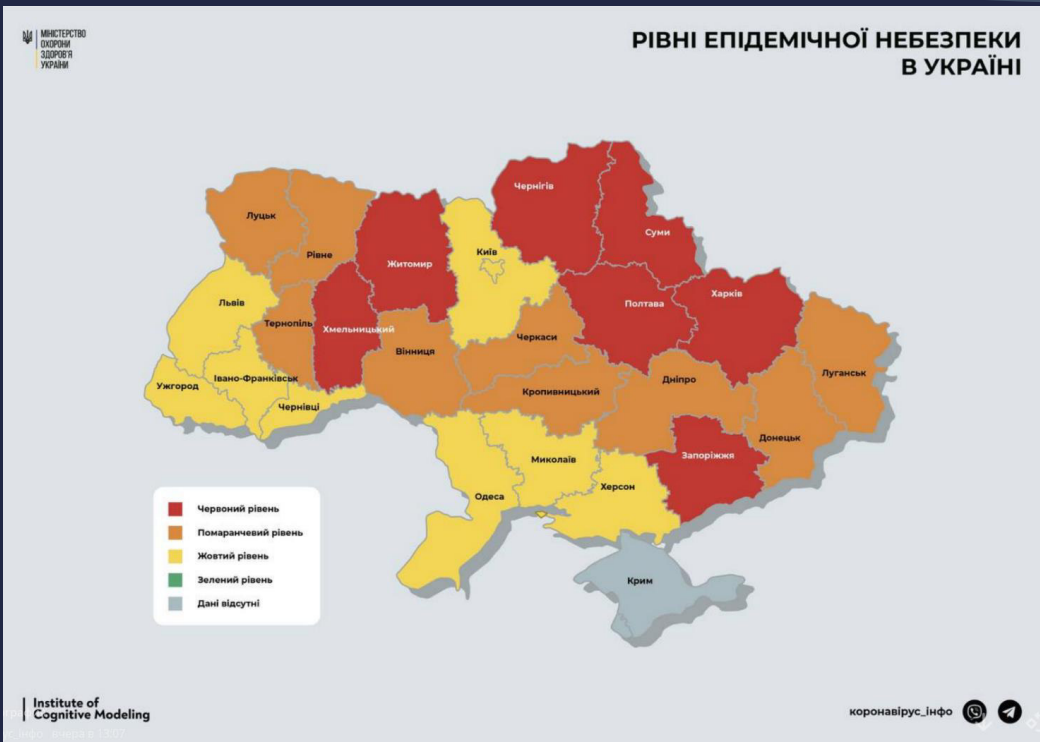 МІНІСТЕРСТВО
ОХОРОНИ
ЗДОРОВ'Я
УКРАЇНИ
РІВНІ ЕПІДЕМІЧНОЇ НЕБЕЗПЕКИ
В УКРАЇНІ
Чернігів
Луцьк
Суми
Рівне
Київ
Житомир
Харків
Львів
Полтава
Тернопіль
Хмельницький
Черкаси
Вінниця
Луганськ
Івано-Франківськ
Дніпро
Ужгород
Кропивницький
Чернівці
Донецьк
Запоріжжя
Миколаїв
Херсон
Одеса
Крим
Червоний рівень
Помаранчевий рівень
Жовтий рівень
Зелений рівень
Дані відсутні
Institute of
Cognitive Modeling
коронавірус_інфо